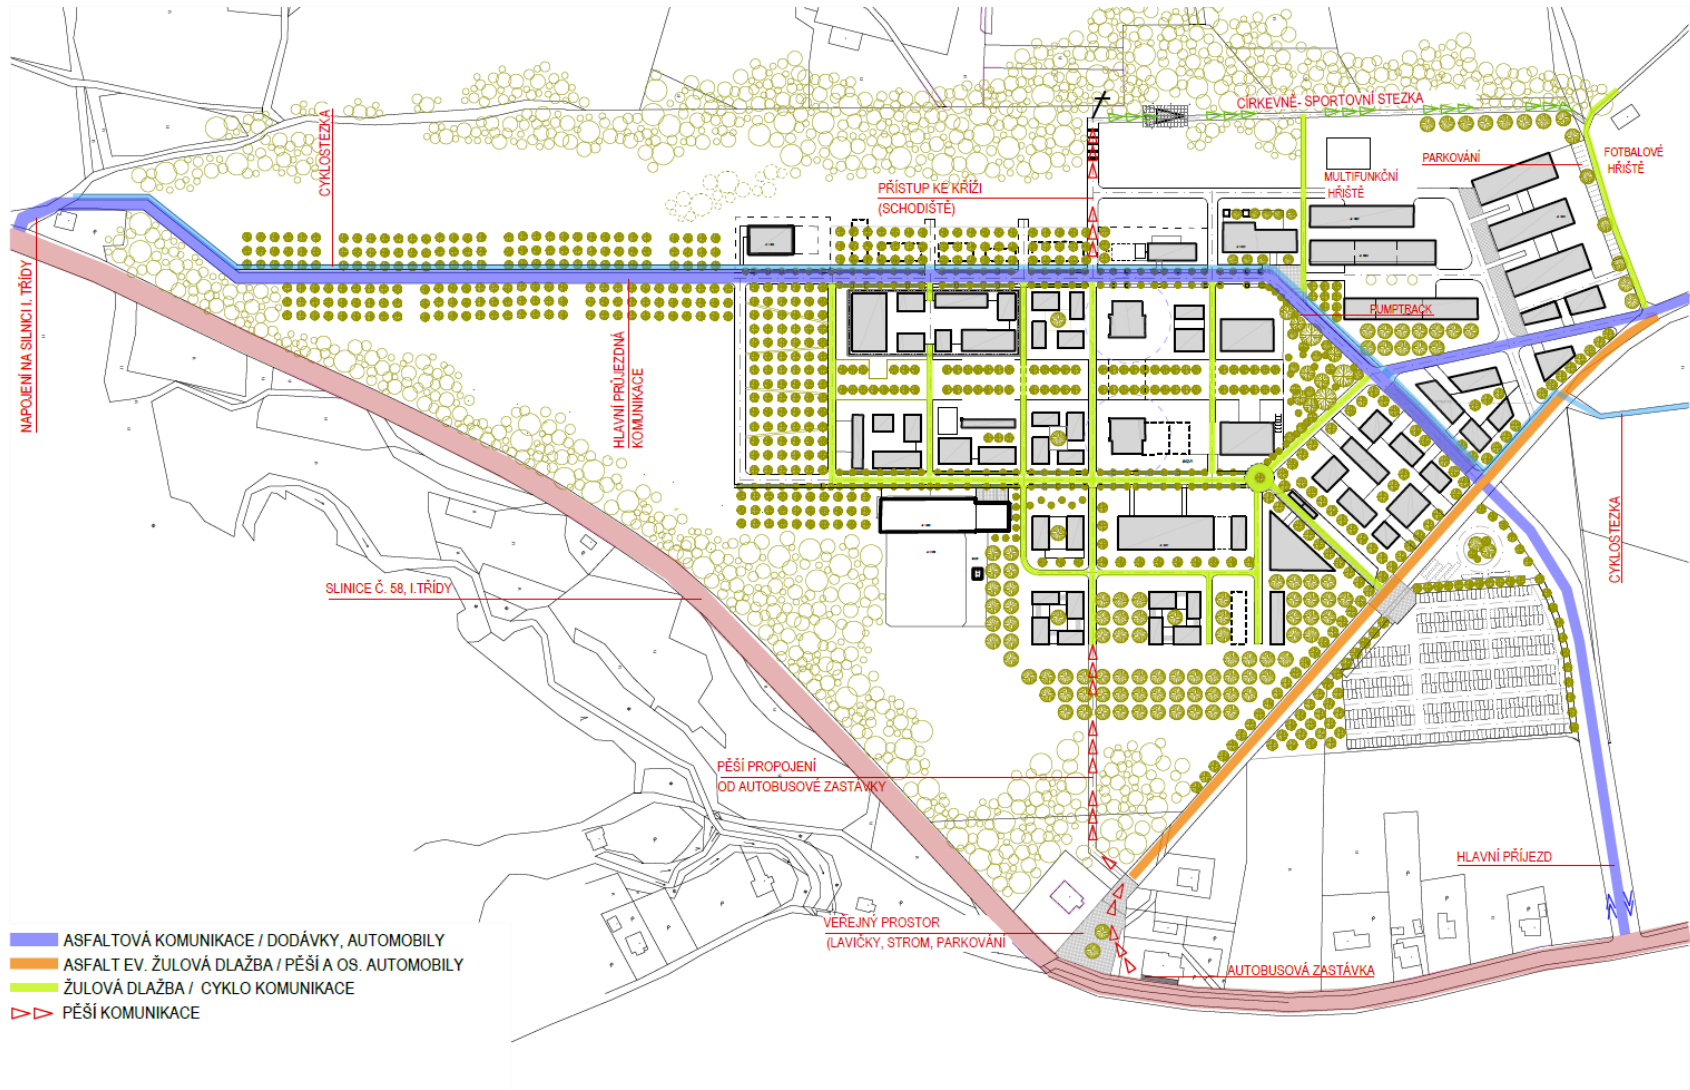 CÍRKEVNĚ- SPORTOVNÍ STEZKA
CYKLOSTEZKA
PARKOVÁNÍ
FOTBALOVÉ
HŘIŠTĚ
MULTIFUNKČNÍ
HŘIŠTĚ
PŘÍSTUP KE KŘÍŽI
(SCHODIŠTĚ)
NAPOJENÍ NA SILNICI I. TŘÍDY
HLAVNÍ PRŮJEZDNÁ
KOMUNIKACE
PUMPTRACK
CYKLOSTEZKA
SLINICE Č. 58, I.TŘÍDY
PĚŠÍ PROPOJENÍ
OD AUTOBUSOVÉ ZASTÁVKY
HLAVNÍ PŘÍJEZD
VEŘEJNÝ PROSTOR
(LAVIČKY, STROM, PARKOVÁNÍ
AUTOBUSOVÁ ZASTÁVKA
ASFALTOVÁ KOMUNIKACE / DODÁVKY, AUTOMOBILY
ASFALT EV. ŽULOVÁ DLAŽBA / PĚŠÍ A OS. AUTOMOBILY
ŽULOVÁ DLAŽBA / CYKLO KOMUNIKACE
PĚŠÍ KOMUNIKACE